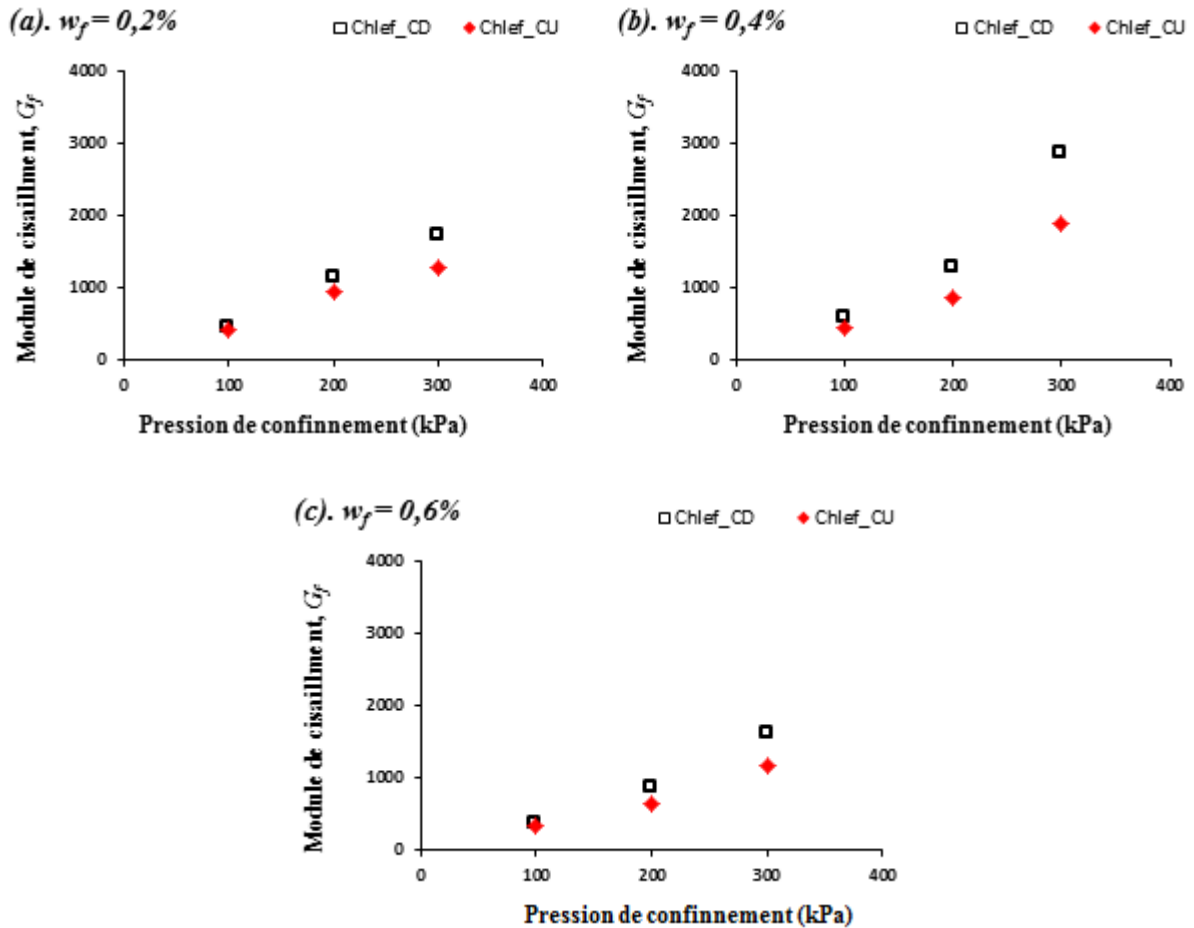 (a). wf = 0,2%
Chlef_CD
Chlef_CU
4000
3000
2000
1000
0
Module de cisaillment, Gf
0 100 200 300 400
Pression de confinnement (kPa)
(b). wf = 0,4%
Chlef_CD
Chlef_CU
4000
3000
2000
1000
0
Module de cisaillment, Gf
0 100 200 300 400
Pression de confinnement (kPa)
(c). wf = 0,6%
Chlef_CD
Chlef_CU
4000
3000
2000
1000
0
Module de cisaillment, Gf
0 100 200 300 400
Pression de confinnement (kPa)